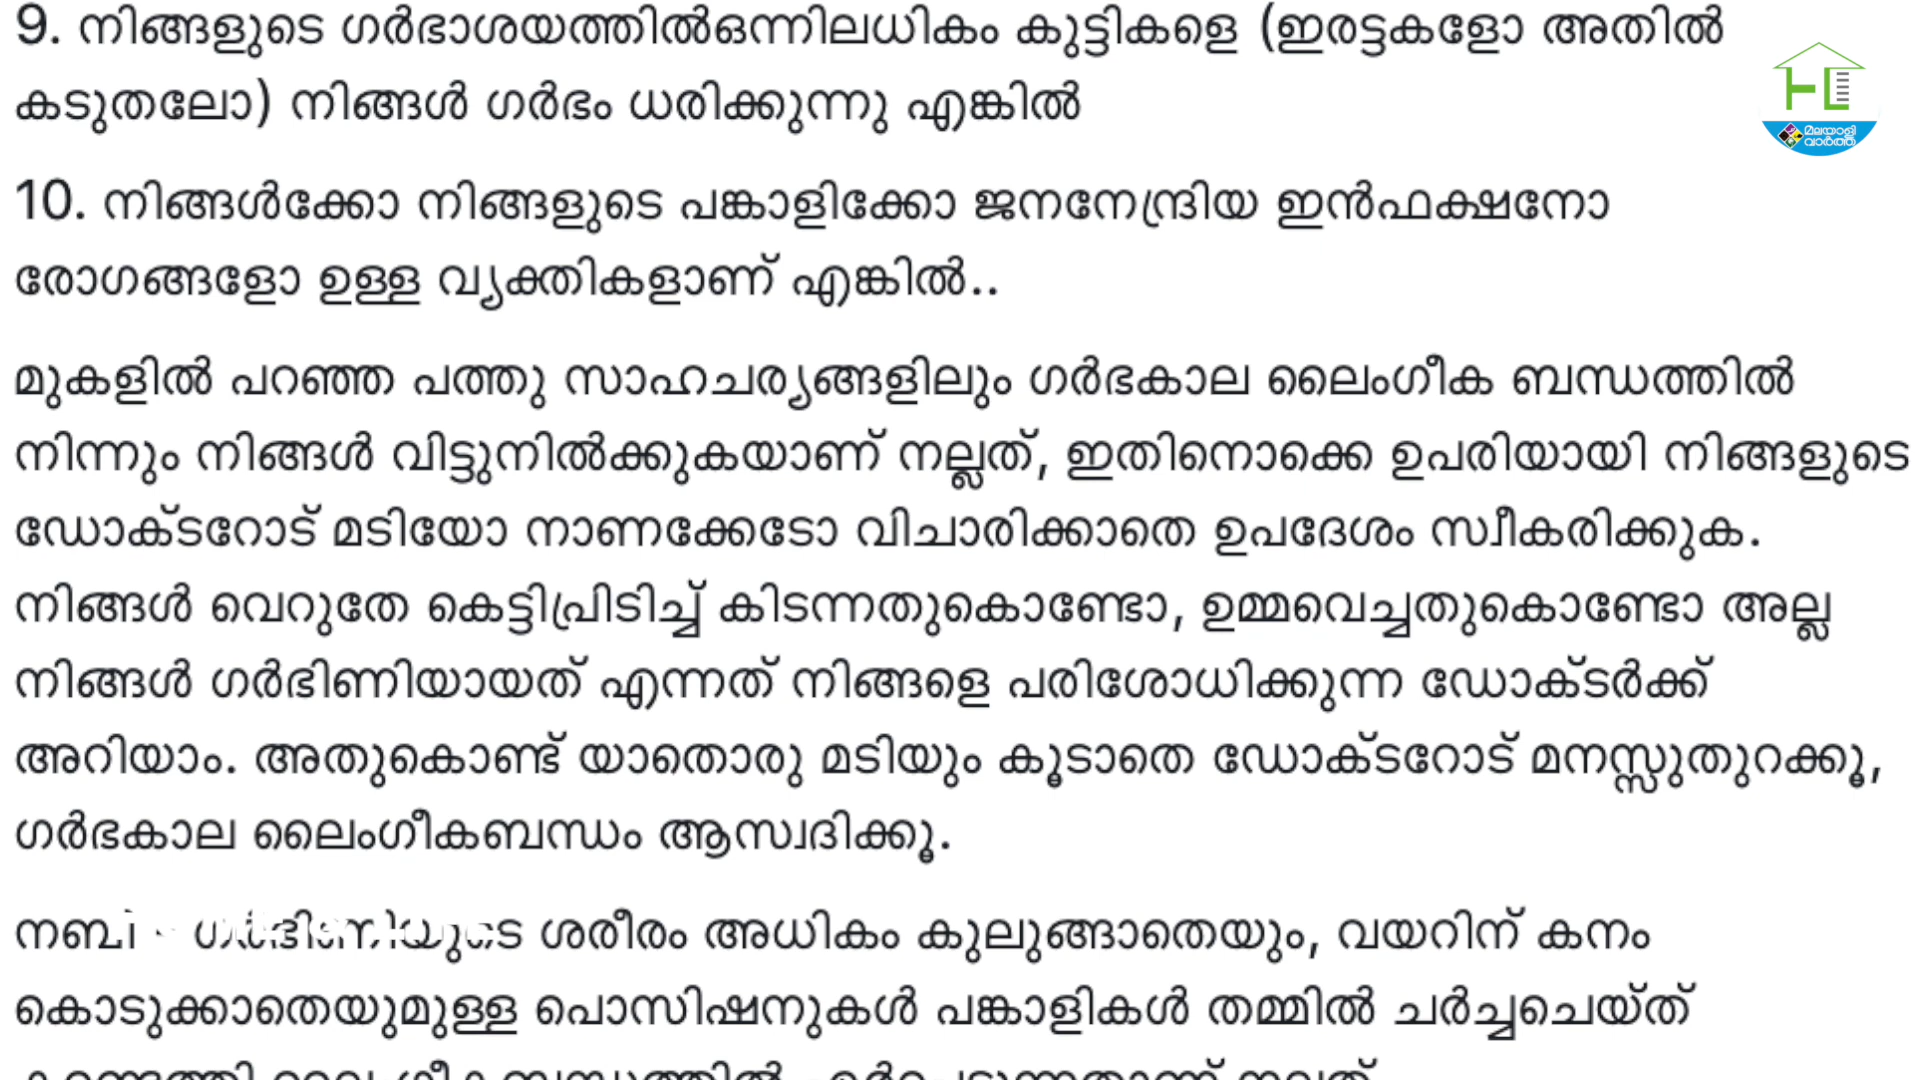 9. നിങ്ങളുടെ ഗർഭാശയത്തിൽഒന്നിലധികം കുട്ടികളെ (ഇരട്ടകളോ അതിൽ
കടുതലോ) നിങ്ങൾ ഗർഭം ധരിക്കുന്നു എങ്കിൽ
10. നിങ്ങൾക്കോ നിങ്ങളുടെ പങ്കാളിക്കോ ജനനേന്ദ്രിയ ഇൻഫക്ഷനോ
രോഗങ്ങളോ ഉള്ള വ്യക്തികളാണ് എങ്കിൽ..
മുകളിൽ പറഞ്ഞ പത്തു സാഹചര്യങ്ങളിലും ഗർഭകാല ലൈംഗീക ബന്ധത്തിൽ
നിന്നും നിങ്ങൾ വിട്ടുനിൽക്കുകയാണ് നല്ലത്, ഇതിനൊക്കെ ഉപരിയായി നിങ്ങളുടെ
ഡോക്ടറോട് മടിയോ നാണക്കേടോ വിചാരിക്കാതെ ഉപദേശം സ്വീകരിക്കുക.
നിങ്ങൾ വെറുതേ കെട്ടിപ്രിടിച്ച് കിടന്നതുകൊണ്ടോ, ഉമ്മവെച്ചതുകൊണ്ടോ അല്ല
നിങ്ങൾ ഗർഭിണിയായത് എന്നത് നിങ്ങളെ പരിശോധിക്കുന്ന ഡോക്ടർക്ക്
അറിയാം. അതുകൊണ്ട് യാതൊരു മടിയും കൂടാതെ ഡോക്ടറോട് മനസ്സുതുറക്കൂ,
ഗർഭകാല ലൈംഗീകബന്ധം ആസ്വദിക്കൂ.
നബി - ഗർഭിണിയുടെ ശരീരം അധികം കുലുങ്ങാതെയും, വയറിന് കനം
കൊടുക്കാതെയുമുള്ള പൊസിഷനുകൾ പങ്കാളികൾ തമ്മിൽ ചർച്ചചെയ്ത്
മലയാളി
വാർത്ത